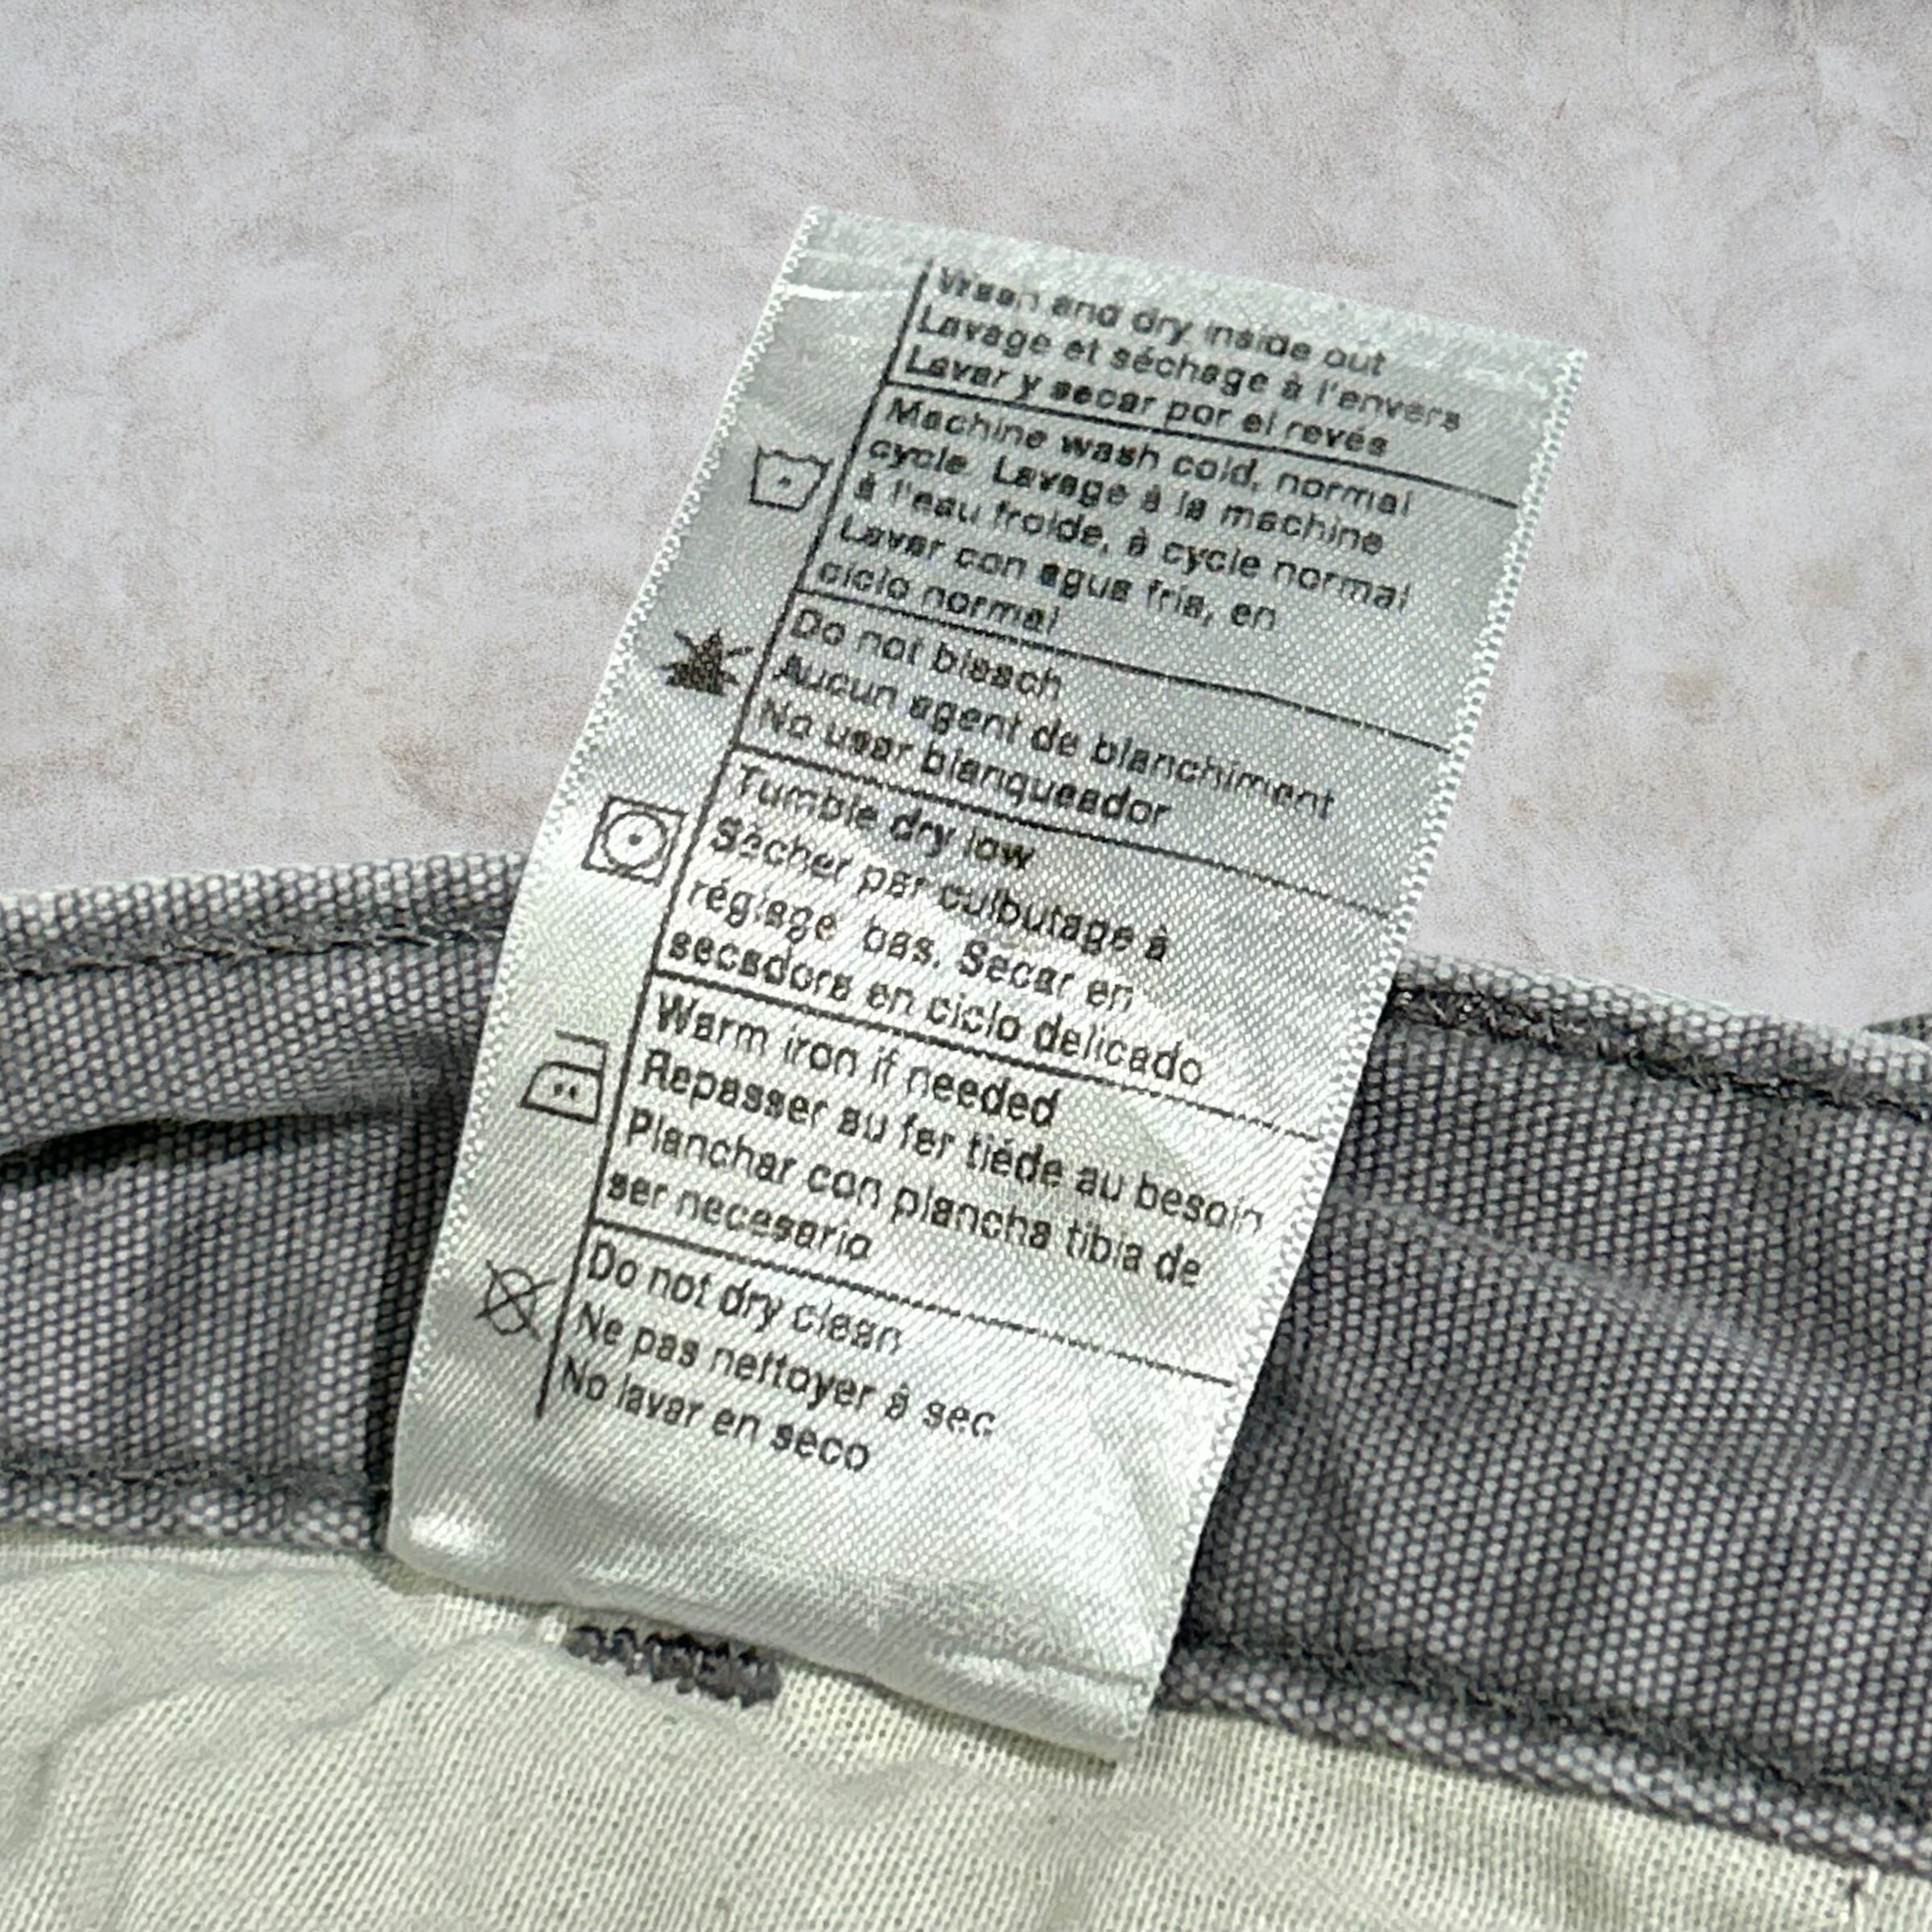 Wash and dry inside out
Lavage et séchage à l'envers
Lavar y secar por el revés
Machine wash cold, normal
cycle. Lavage à la machine
à l'eau froide, à cycle normal
Lavar con agua fria, en
ciclo normal
Do not bleach
Aucun agent de blanchiment
No usar blanqueador
Tumble dry low
Sécher par culbutage à
réglage bas. Secar en
secadora en ciclo delicado
Warm iron if needed
Repasser au fer tiéde au besoin
Planchar con plancha tibia de
ser necesario
Do not dry clean
Ne pas nettoyer à sec
No lavar en seco